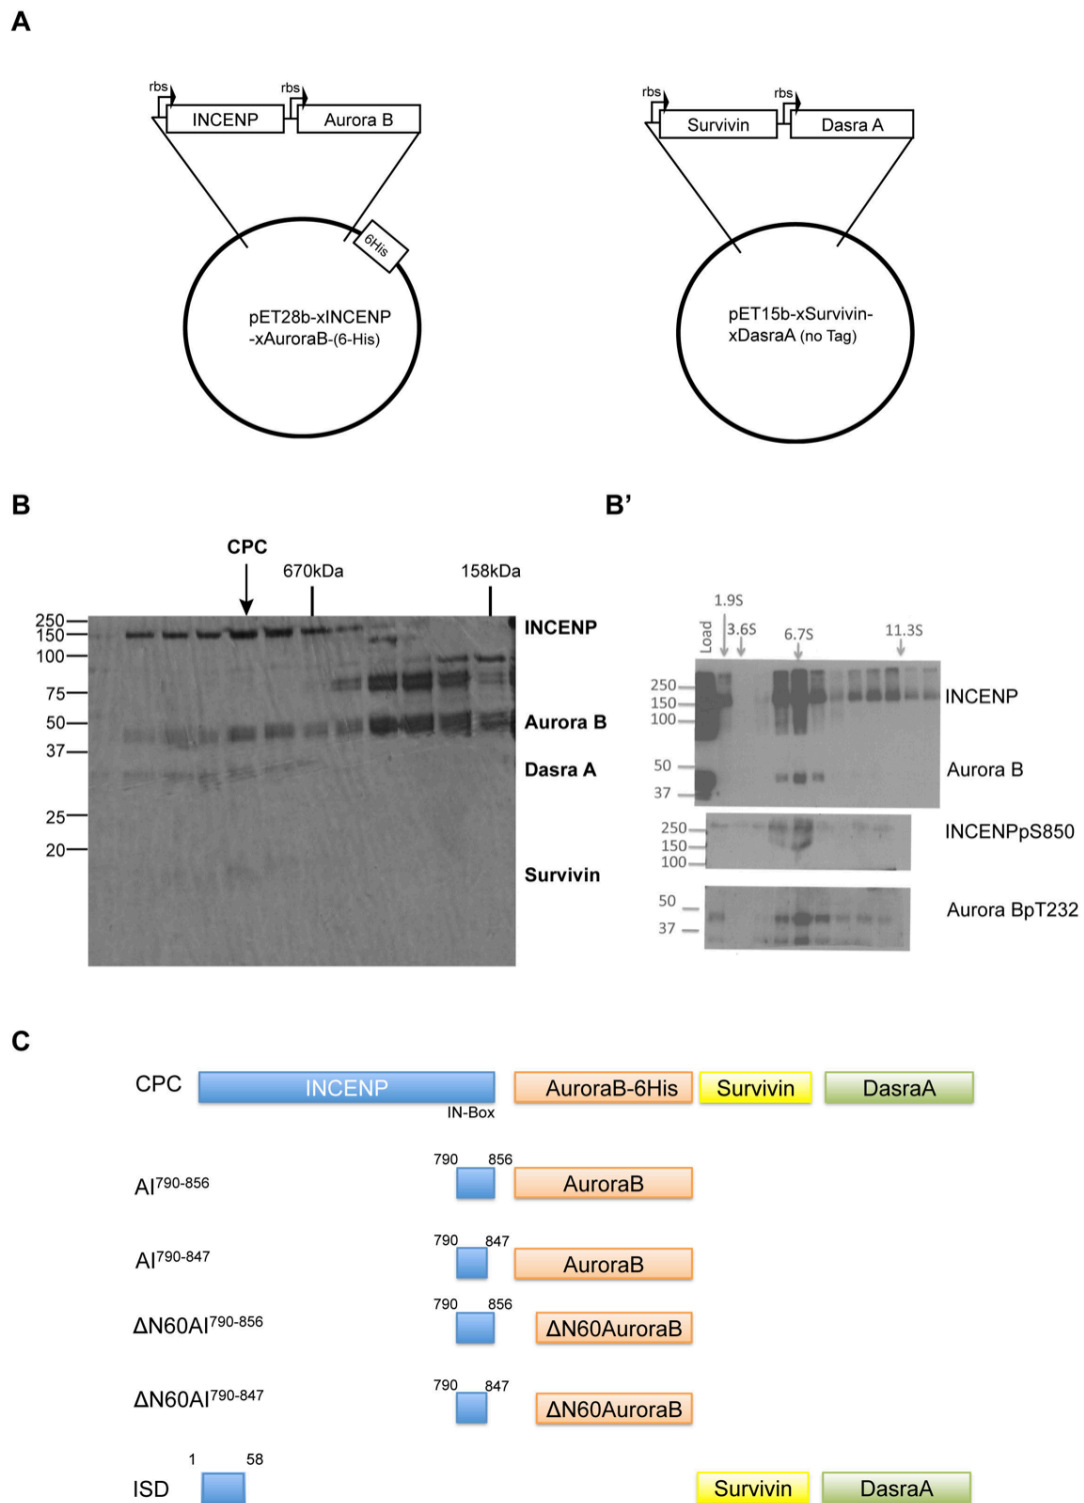 A
rbs
rbs
INCENP
Aurora B
6His
pET28b-xINCENP
-xAuroraB-(6-His)
rbs
rbs
Survivin
Dasra A
pET15b-xSurvivin-
xDasraA (no Tag)
B
CPC
670kDa
158kDa
250
150
100
75
50
37
25
20
INCENP
Aurora B
Dasra A
Survivin
B'
Load
1.9S
3.6S
6.7S
11.3S
250
150
100
50
37
INCENP
Aurora B
250
150
100
INCENPpS850
50
37
Aurora BpT232
C
CPC
INCENP
AuroraB-6His
Survivin
DasraA
IN-Box
AI790-856
790 856
AuroraB
AI790-847
790 847
AuroraB
ΔN60AI790-856
790 856
ΔN60AuroraB
ΔN60AI790-847
790 847
ΔN60AuroraB
ISD
1 58
Survivin
DasraA